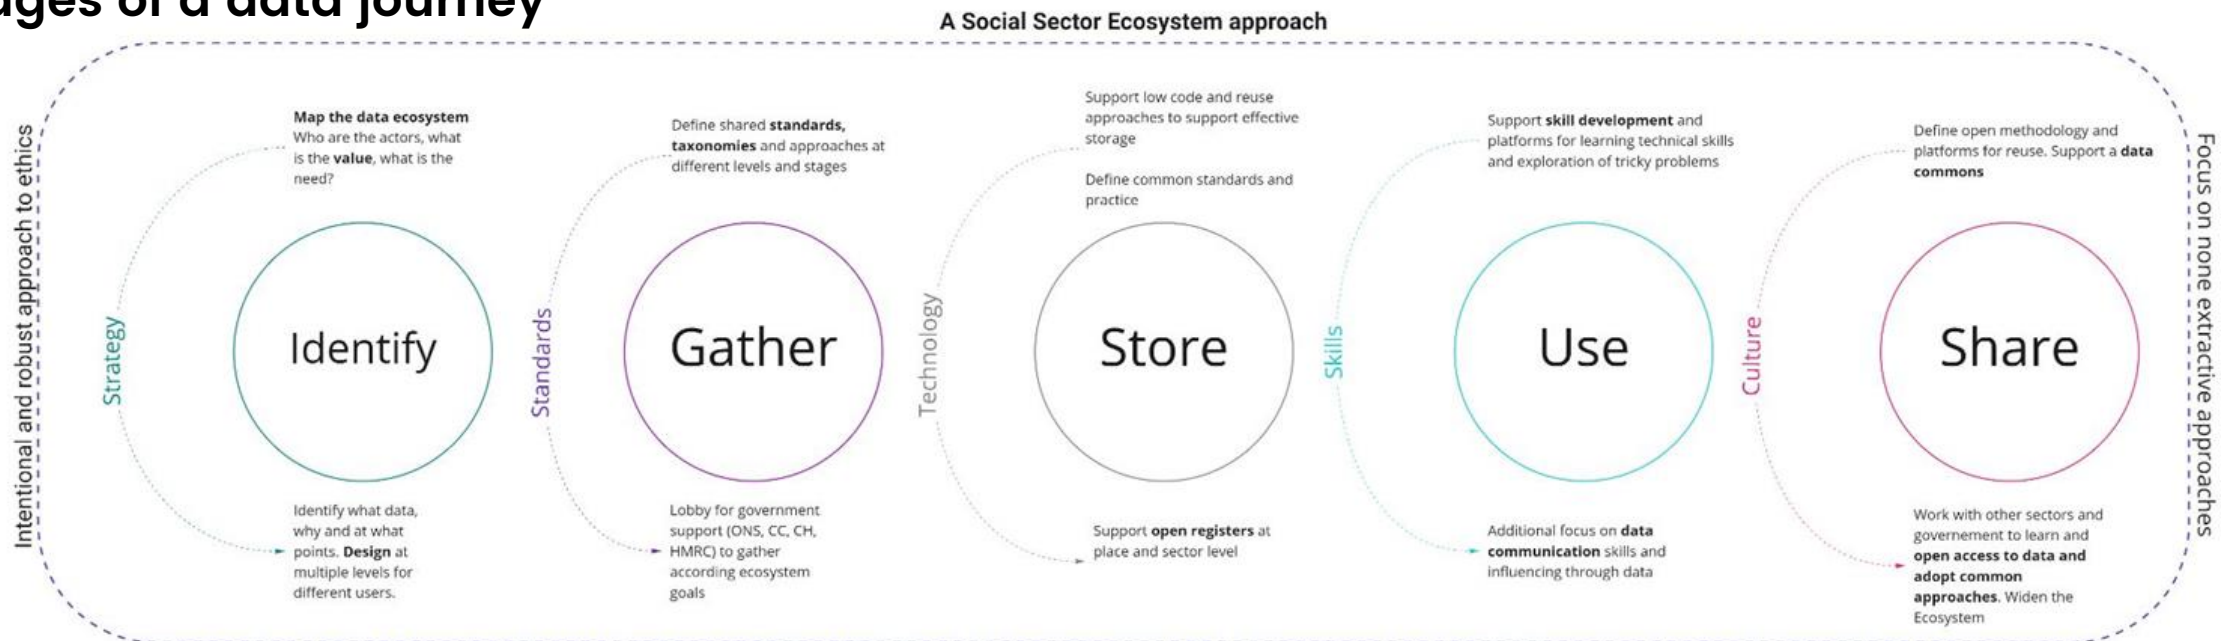 ages of a data journey
A Social Sector Ecosystem approach
Intentional and robust approach to ethics
Strategy
Map the data ecosystem
Who are the actors, what
is the value, what is the
need?
Identify
Identify what data,
why and at what
points. Design at
multiple levels for
different users.
Standards
Define shared standards,
taxonomies and approaches at
different levels and stages
Gather
Lobby for government
support (ONS, CC, CH,
HMRC) to gather
according ecosystem
goals
Technology
Support low code and reuse
approaches to support effective
storage
Define common standards and
practice
Store
Support open registers at
place and sector level
Skills
Support skill development and
platforms for learning technical skills
and exploration of tricky problems
Use
Additional focus on data
communication skills and
influencing through data
Culture
Define open methodology and
platforms for reuse. Support a data
commons
Share
Work with other sectors and
governement to learn and
open access to data and
adopt common
approaches. Widen the
Ecosystem
Focus on none extractive approaches